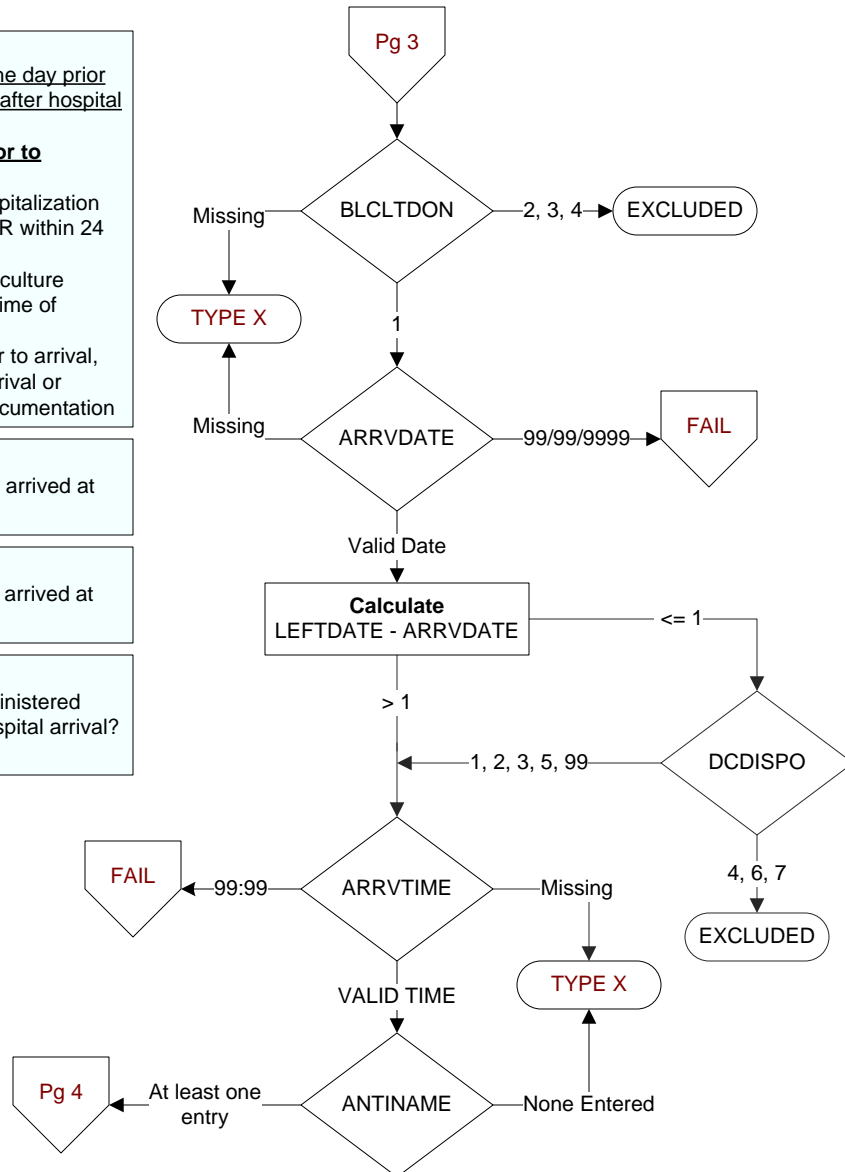 Pg 3
ne day prior
after hospital
or to
BLCLTDON
pitalization
Missing
2, 3, 4
EXCLUDED
R within 24
culture
ime of
TYPE X
1
r to arrival,
rival or
cumentation
Missing
ARRVDATE
99/99/9999
FAIL
arrived at
Valid Date
arrived at
Calculate
LEFTDATE - ARRVDATE
<= 1
inistered
spital arrival?
> 1
1, 2, 3, 5, 99
DCDISPO
FAIL
99:99
ARRVTIME
Missing
4, 6, 7
EXCLUDED
TYPE X
VALID TIME
Pg 4
At least one
entry
ANTINAME
None Entered